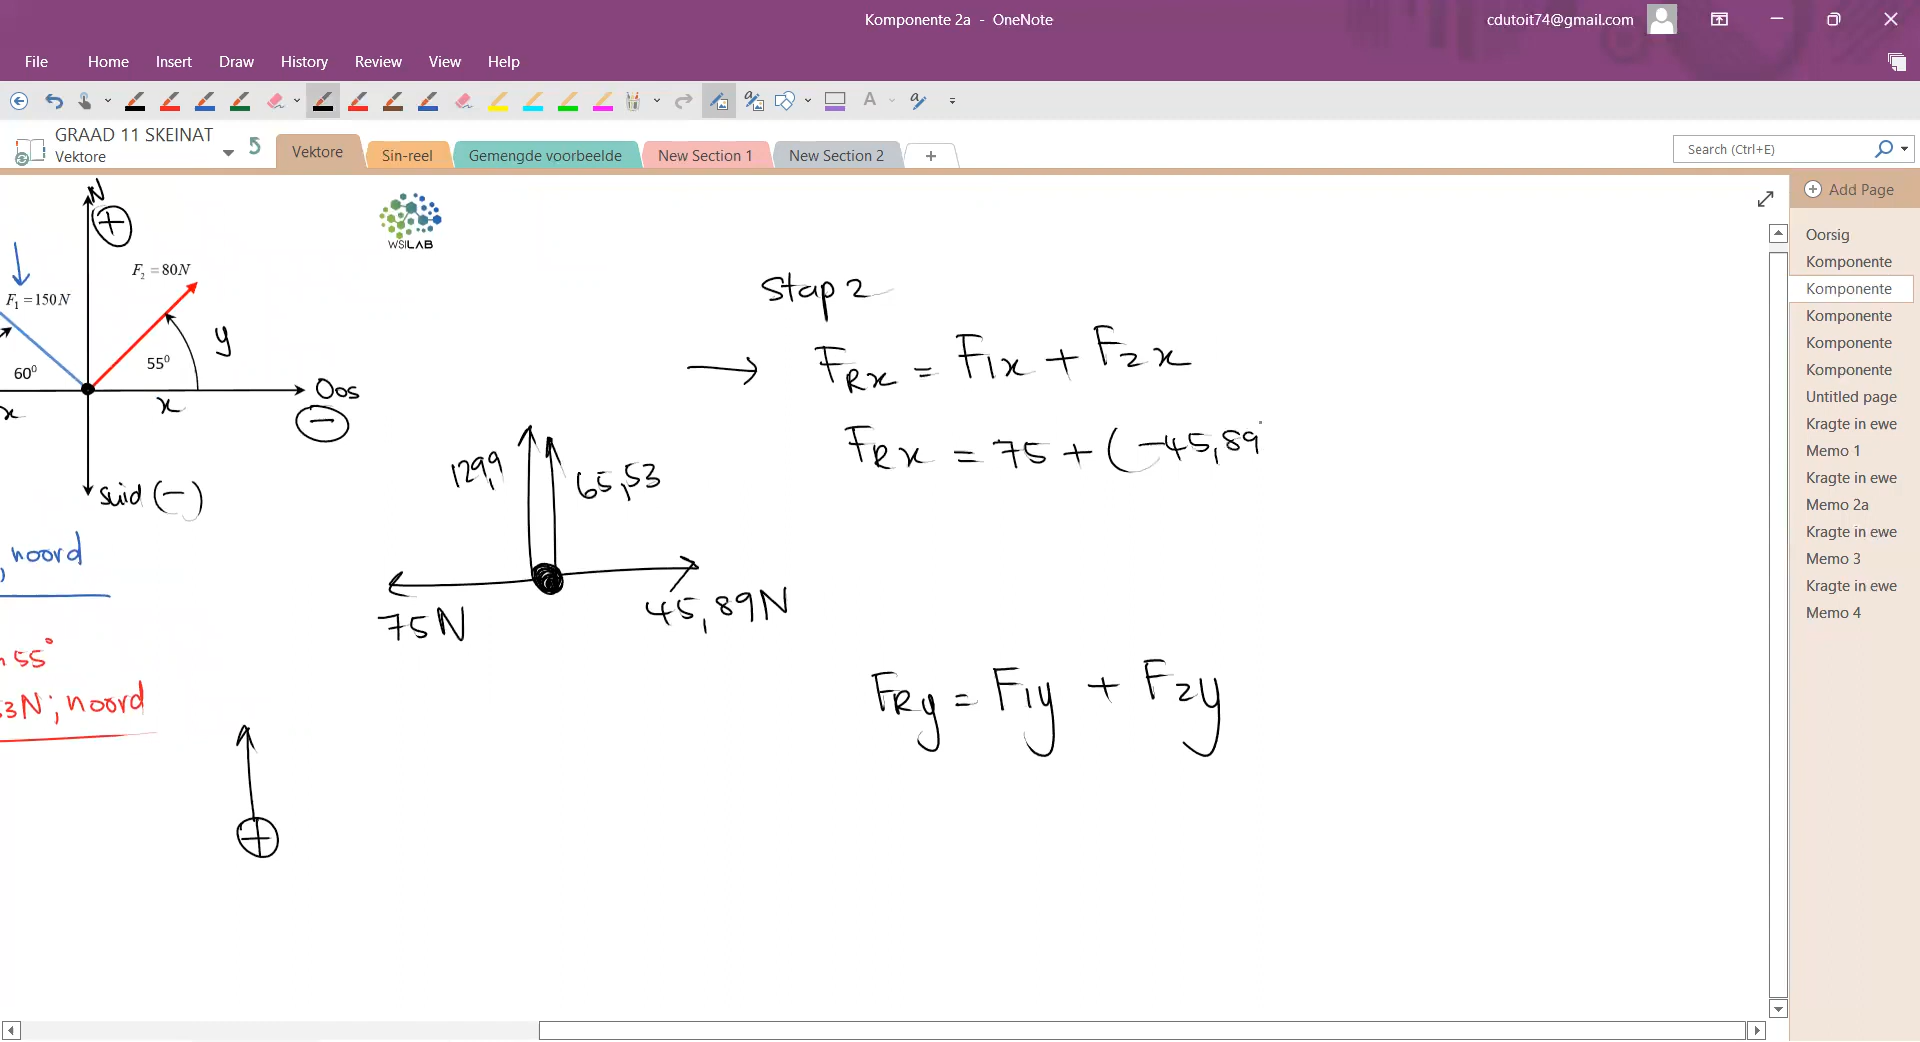 Komponente 2a - OneNote
cdutoit74@gmail.com
File Home Insert Draw History Review View Help
GRAAD 11 SKEINAT
Vektore
Vektore
Sin-reel
Gemengde voorbeelde
New Section 1
New Section 2
+
Search (Ctrl+E)
Add Page
Oorsig
Komponente
Komponente
Komponente
Komponente
Komponente
Untitled page
Kragte in ewe
Memo 1
Kragte in ewe
Memo 2a
Kragte in ewe
Memo 3
Kragte in ewe
Memo 4
WSILAB
N
+
F₂ = 80N
F₁ = 150N
y
60⁰
55⁰
x
x
Oos
−
suid (−)
, noord
55°
3N; noord
+
129,9
65,53
75N
45,89N
Stap 2
→ FRx = F1x + F2x
FRx = 75 + (−45,89
FRy = F1y + F2y